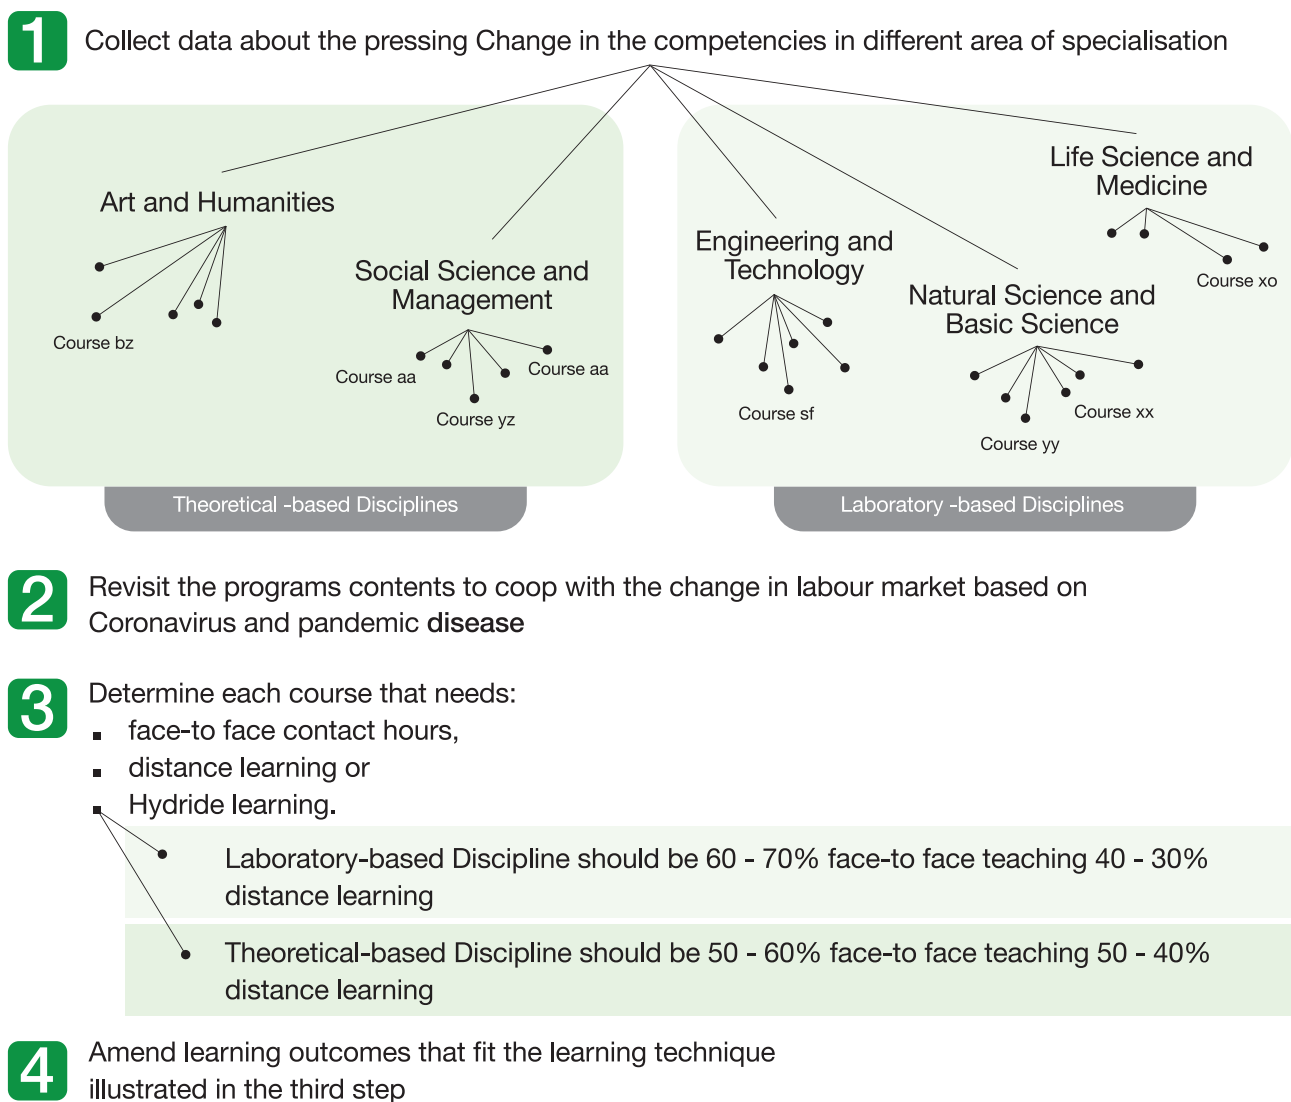 1
Collect data about the pressing Change in the competencies in different area of specialisation
Art and Humanities
Course bz
Social Science and
Management
Course aa
Course yz
Course aa
Theoretical -based Disciplines
Engineering and
Technology
Course sf
Natural Science and
Basic Science
Course yy
Course xx
Life Science and
Medicine
Course xo
Laboratory -based Disciplines
2
Revisit the programs contents to coop with the change in labour market based on
Coronavirus and pandemic disease
3
Determine each course that needs:
▪ face-to face contact hours,
▪ distance learning or
▪ Hydride learning.
Laboratory-based Discipline should be 60 - 70% face-to face teaching 40 - 30%
distance learning
Theoretical-based Discipline should be 50 - 60% face-to face teaching 50 - 40%
distance learning
4
Amend learning outcomes that fit the learning technique
illustrated in the third step